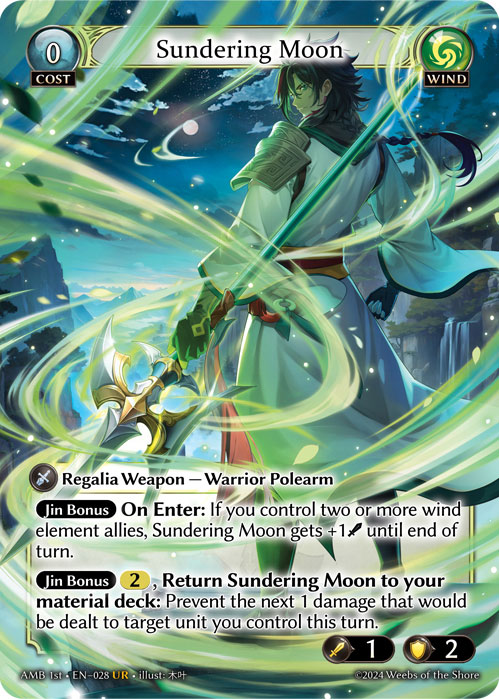 0
COST
Sundering Moon
WIND
Regalia Weapon — Warrior Polearm
Jin Bonus On Enter: If you control two or more wind
element allies, Sundering Moon gets +1 until end of
turn.
Jin Bonus 2, Return Sundering Moon to your
material deck: Prevent the next 1 damage that would
be dealt to target unit you control this turn.
1 2
AMB 1st • EN-028 UR • illust: 木叶 ©2024 Weebs of the Shore